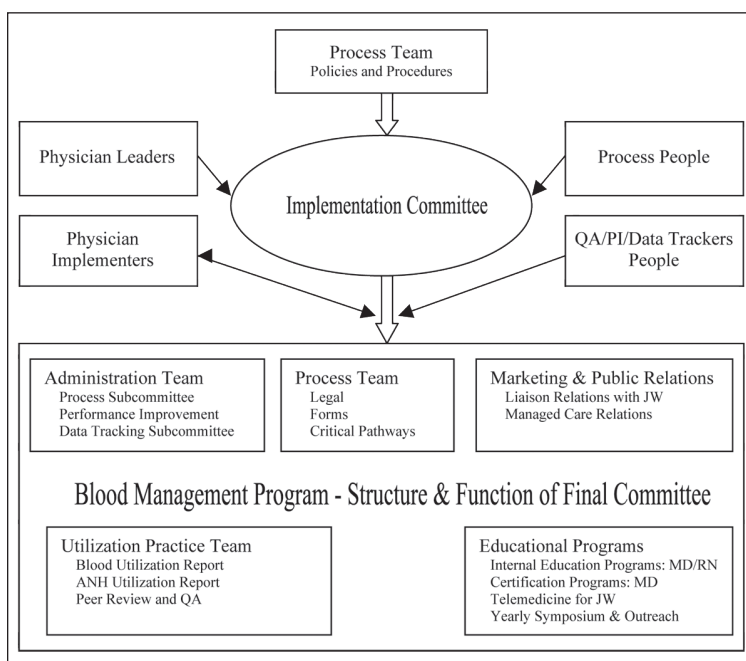 Process Team
Policies and Procedures
Physician Leaders
Process People
Implementation Committee
Physician
Implementers
QA/PI/Data Trackers
People
Administration Team
Process Subcommittee
Performance Improvement
Data Tracking Subcommittee
Process Team
Legal
Forms
Critical Pathways
Marketing & Public Relations
Liaison Relations with JW
Managed Care Relations
Blood Management Program - Structure & Function of Final Committee
Utilization Practice Team
Blood Utilization Report
ANH Utilization Report
Peer Review and QA
Educational Programs
Internal Education Programs: MD/RN
Certification Programs: MD
Telemedicine for JW
Yearly Symposium & Outreach